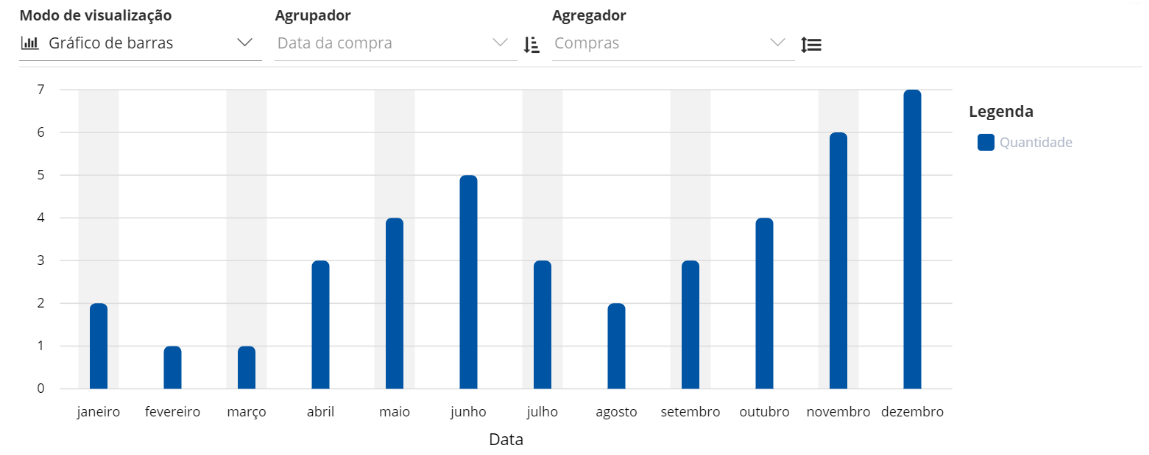 Modo de visualização Agrupador Agregador
Gráfico de barras Data da compra Compras
7
6
5
4
3
2
1
0
Legenda
Quantidade
janeiro fevereiro março abril maio junho julho agosto setembro outubro novembro dezembro
Data